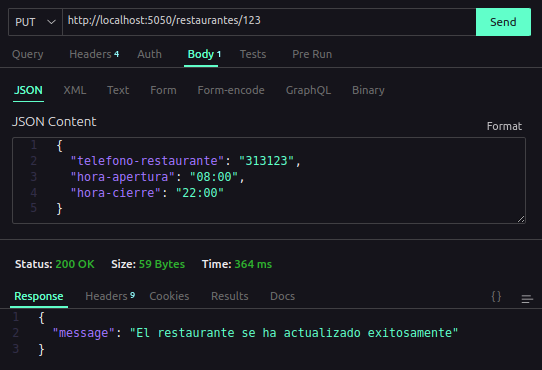 PUT http://localhost:5050/restaurantes/123 Send
Query Headers 4 Auth Body 1 Tests Pre Run
JSON XML Text Form Form-encode GraphQL Binary
JSON Content Format
1 {
2 "telefono-restaurante": "313123",
3 "hora-apertura": "08:00",
4 "hora-cierre": "22:00"
5 }
Status: 200 OK Size: 59 Bytes Time: 364 ms
Response Headers 9 Cookies Results Docs {}
1 {
2 "message": "El restaurante se ha actualizado exitosamente"
3 }